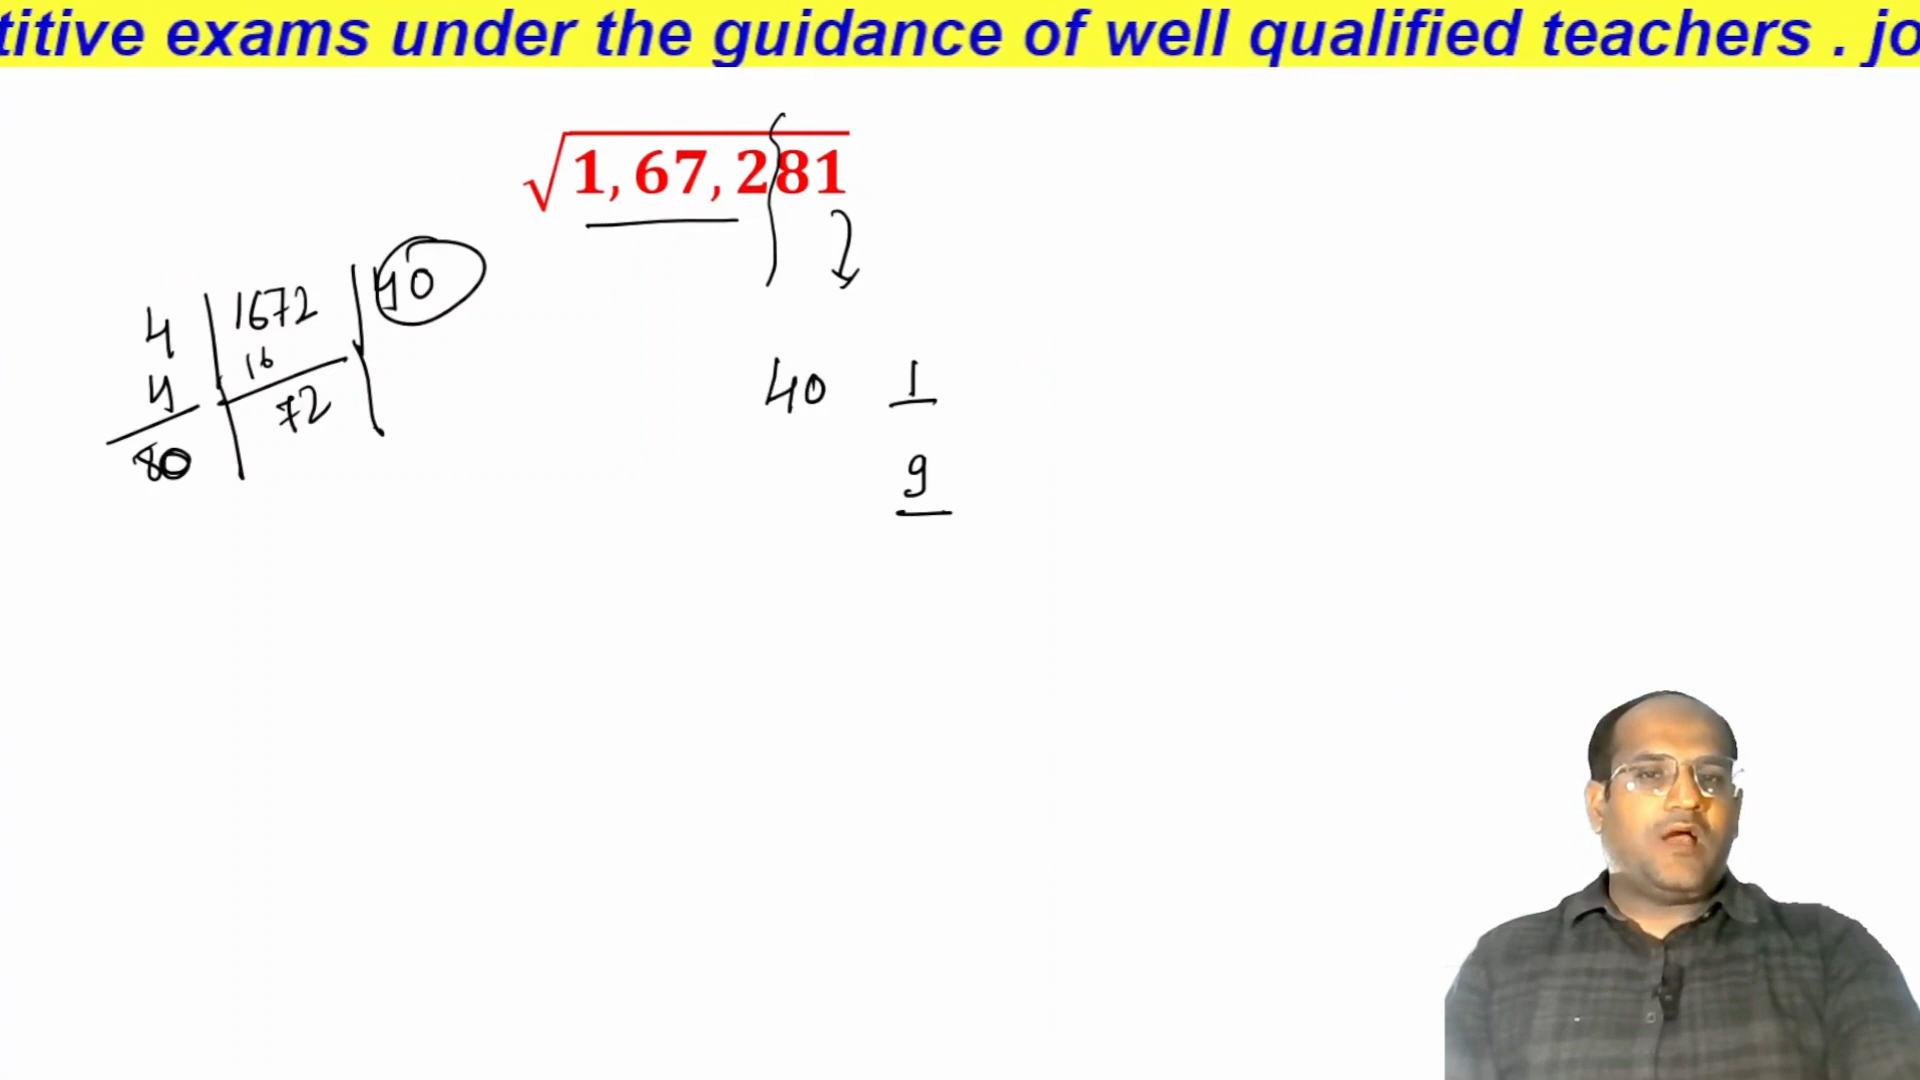 titive exams under the guidance of well qualified teachers . jo
√1,67,281
4 | 1672 | 40
4 16
80 72
40 1
9